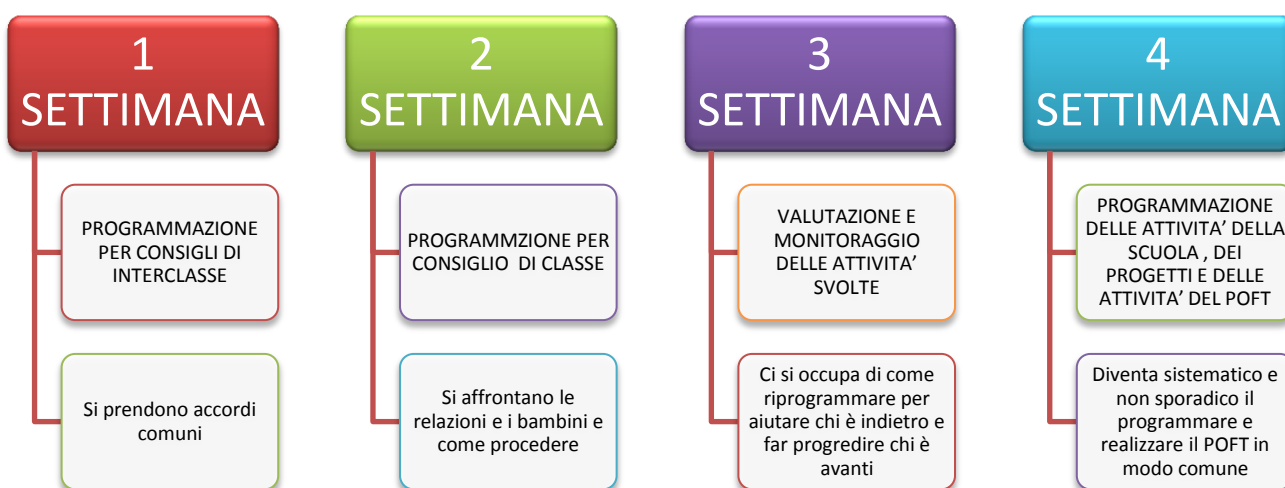 1
SETTIMANA
PROGRAMMAZIONE
PER CONSIGLI DI
INTERCLASSE
Si prendono accordi
comuni
2
SETTIMANA
PROGRAMMZIONE PER
CONSIGLIO DI CLASSE
Si affrontano le
relazioni e i bambini e
come procedere
3
SETTIMANA
VALUTAZIONE E
MONITORAGGIO
DELLE ATTIVITA’
SVOLTE
Ci si occupa di come
riprogrammare per
aiutare chi è indietro e
far progredire chi è
avanti
4
SETTIMANA
PROGRAMMAZIONE
DELLE ATTIVITA’ DELLA
SCUOLA , DEI
PROGETTI E DELLE
ATTIVITA’ DEL POFT
Diventa sistematico e
non sporadico il
programmare e
realizzare il POFT in
modo comune